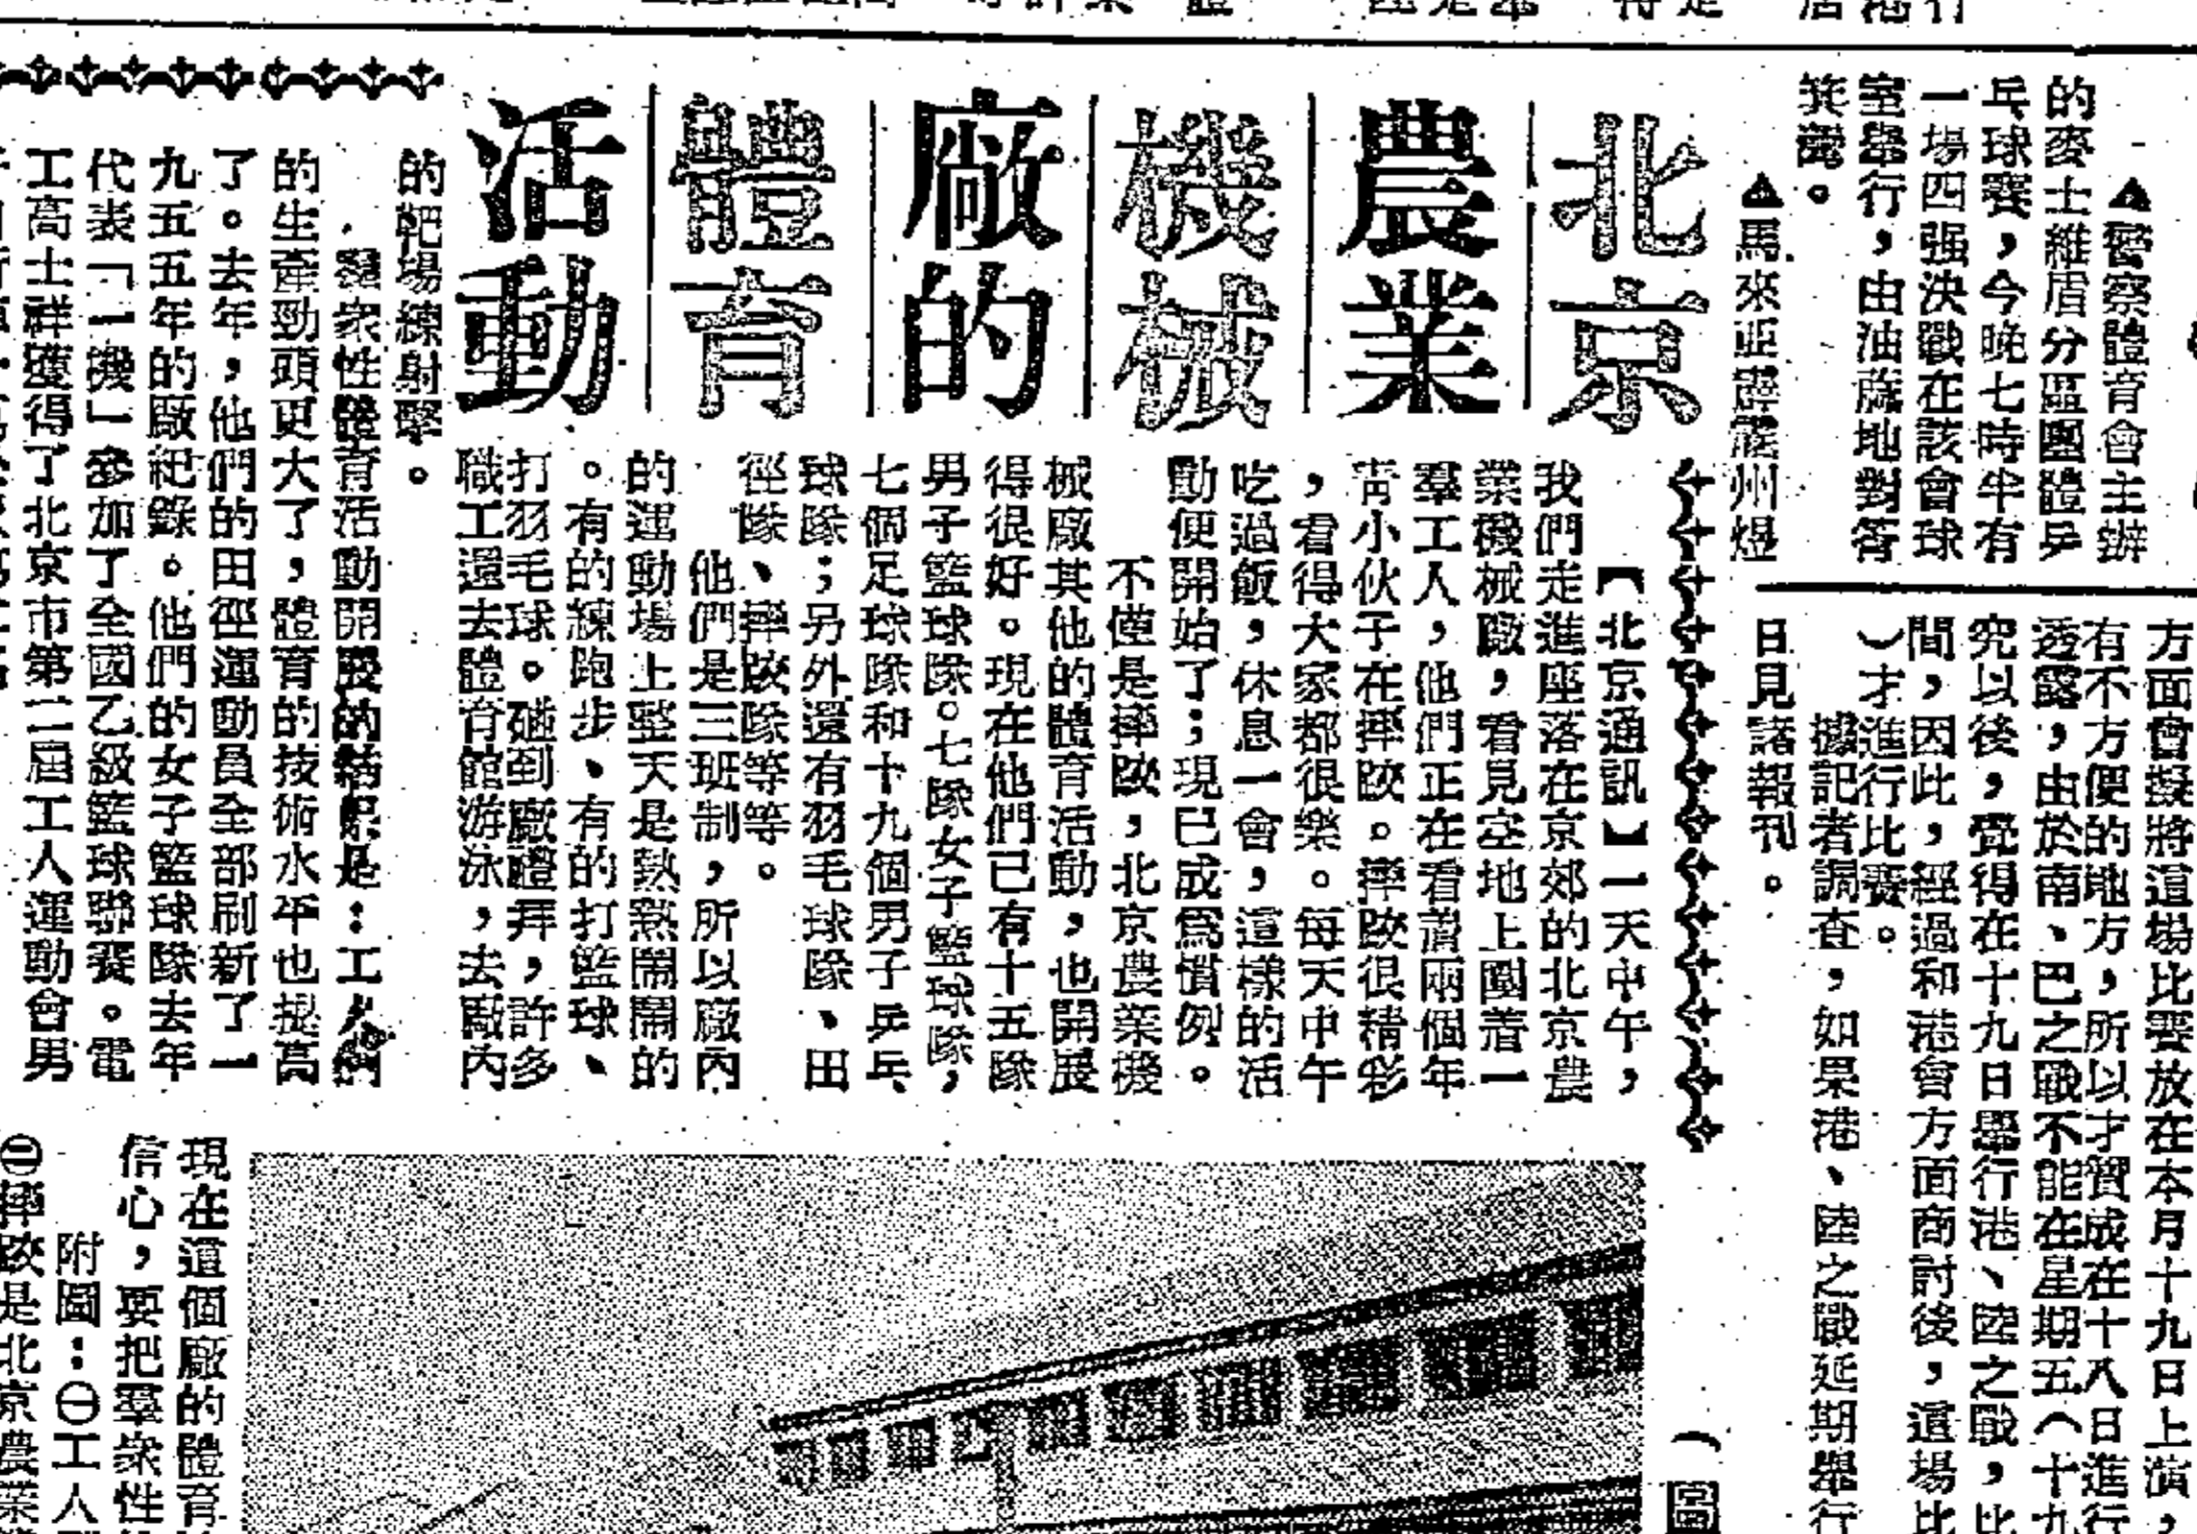 ▲警察體育會主辦
的麥士維盾分區團體乒
乓球賽，今晚七時半有
一場四强決戰在該會球
室舉行，由油蔴地對筲
箕灣。
▲馬來亞霹靂州煜
方面會擬將這場比賽放在本月十九日上演，
有不方便的地方，所以才實成在十八日進行
透露，由於南、巴之戰不能在星期五（十九
究以後，覺得在十九日舉行港、陸之戰，比
間，因此，經過和港會方面商討後，這場比
）才進行比賽。
據記者調查，如果港、陸之戰延期舉行
日見諸報刊。
北京
農業
機械
廠的
體育
活動
【北京通訊】一天中午，
我們走進座落在京郊的北京農
業機械廠，看見空地上圍着一
羣工人，他們正在看着兩個年
青小伙子在摔跤。摔跤很精彩
，看得大家都很樂。每天中午
吃過飯，休息一會，這樣的活
動便開始了；現已成爲慣例。
不僅是摔跤，北京農業機
械廠其他的體育活動，也開展
得很好。現在他們已有十五隊
男子籃球隊。七隊女子籃球隊，
七個足球隊和十九個男子乒乓
球隊；另外還有羽毛球隊、田
徑隊、摔跤隊等等。
他們是三班制，所以廠內
的運動場上整天是熱熱鬧鬧的
。有的練跑步、有的打籃球、
打羽毛球。碰到廠禮拜，許多
職工還去體育館游泳，去廠內
的靶場練射擊。
羣衆性體育活動開展的結果是：工人們
的生產勁頭更大了，體育的技術水平也提高
了。去年，他們的田徑運動員全部刷新了一
九五五年的廠紀錄。他們的女子籃球隊去年
代表「一機」參加了全國乙級籃球聯賽。電
工高士祥獲得了北京市第二屆工人運動會男
（圖
現在這個廠的體育
信心，要把羣衆性
附圖：㊀工人
㊁摔跤是北京農業